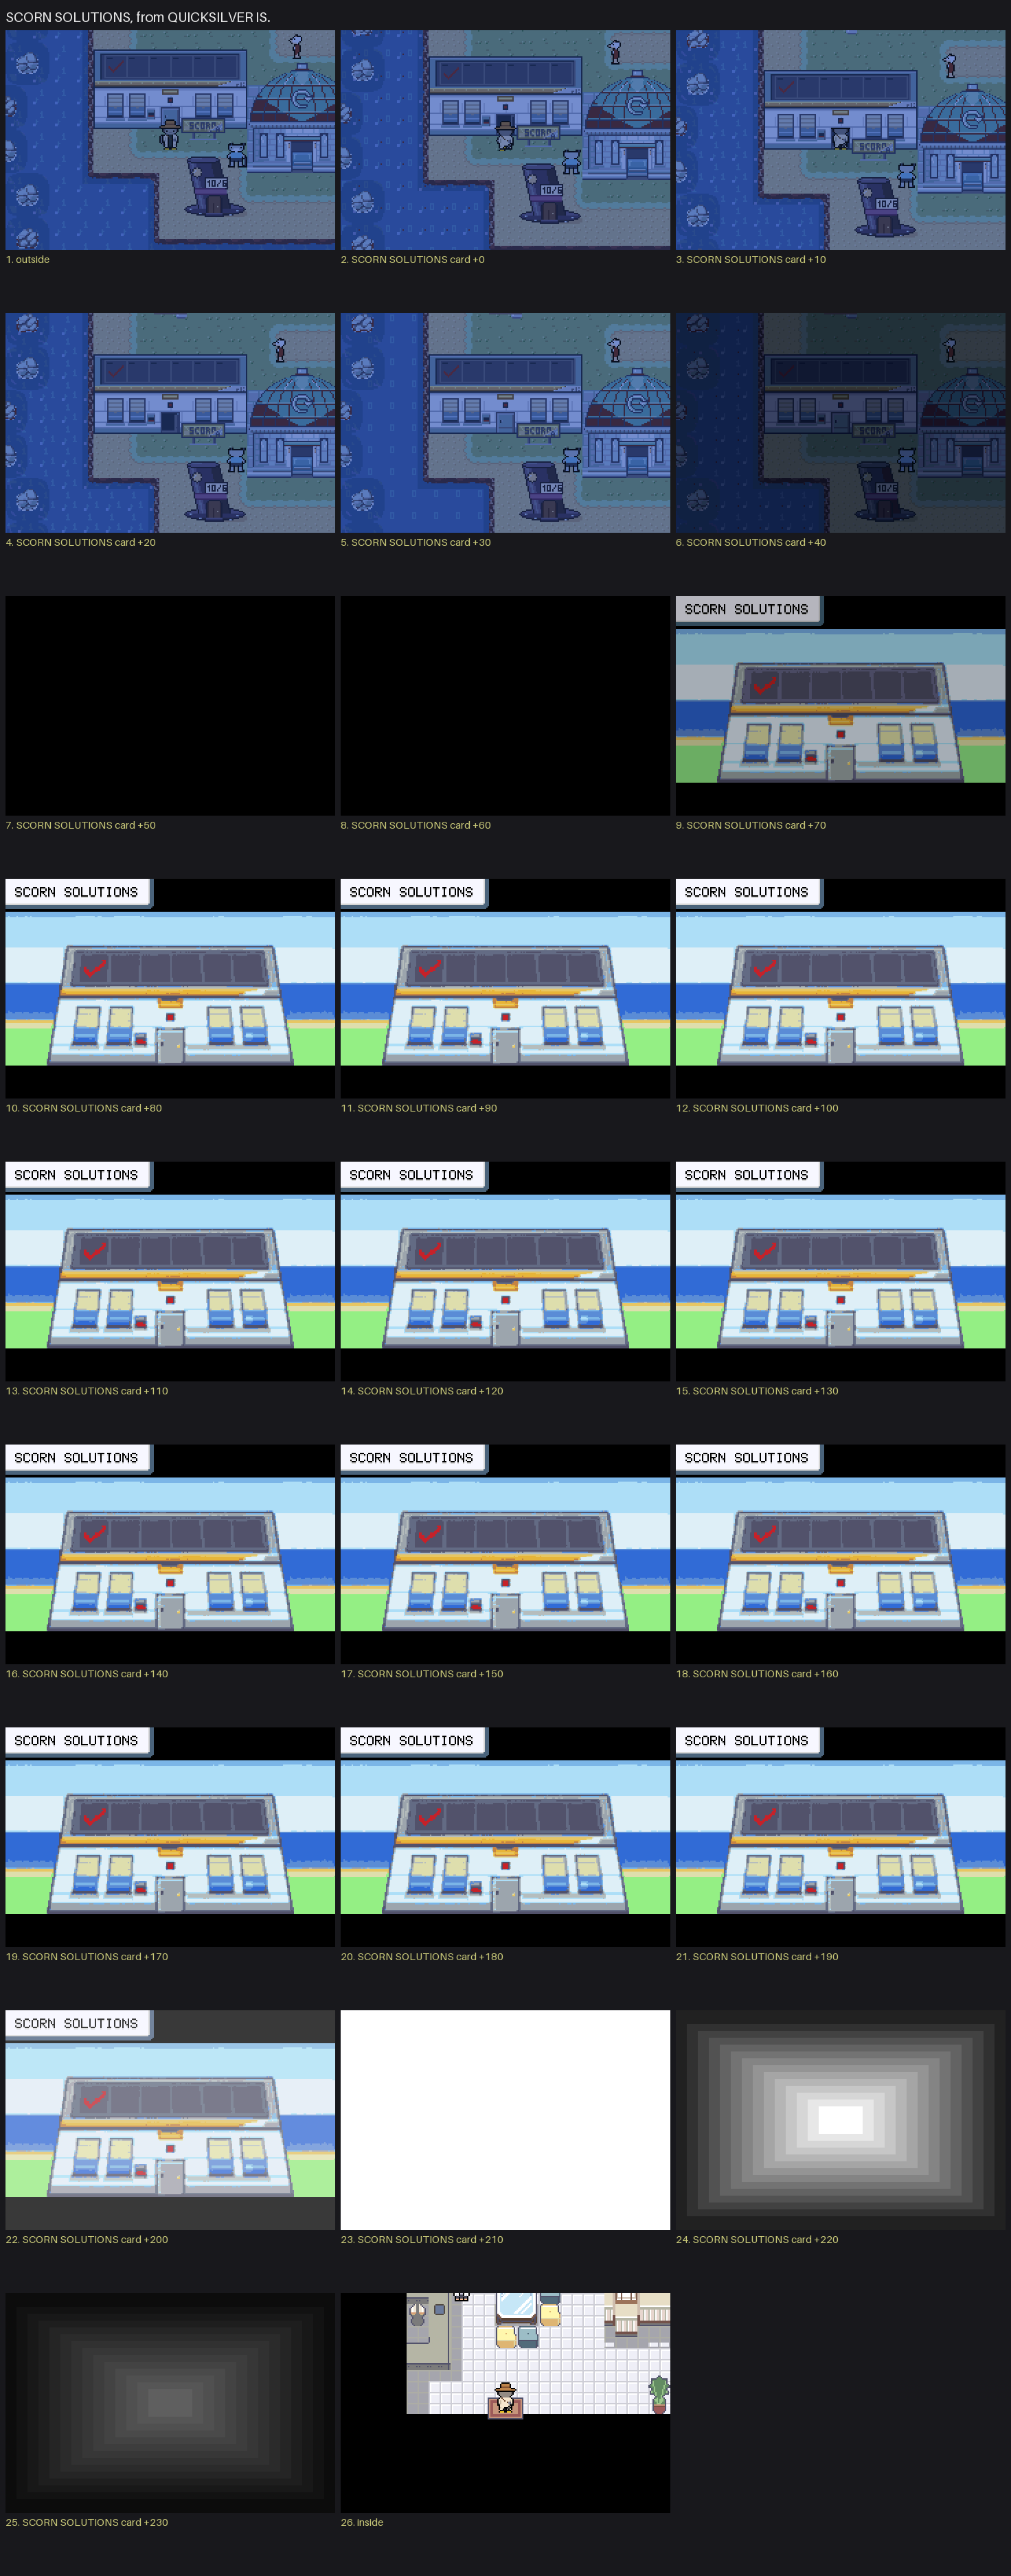 SCORN SOLUTIONS, from QUICKSILVER IS.
SCORN
10/6
SCORN
10/6
SCORN
10/6
1. outside
2. SCORN SOLUTIONS card +0
3. SCORN SOLUTIONS card +10
SCORN
10/6
SCORN
10/6
SCORN
10/6
4. SCORN SOLUTIONS card +20
5. SCORN SOLUTIONS card +30
6. SCORN SOLUTIONS card +40
SCORN SOLUTIONS
7. SCORN SOLUTIONS card +50
8. SCORN SOLUTIONS card +60
9. SCORN SOLUTIONS card +70
SCORN SOLUTIONS
SCORN SOLUTIONS
SCORN SOLUTIONS
10. SCORN SOLUTIONS card +80
11. SCORN SOLUTIONS card +90
12. SCORN SOLUTIONS card +100
SCORN SOLUTIONS
SCORN SOLUTIONS
SCORN SOLUTIONS
13. SCORN SOLUTIONS card +110
14. SCORN SOLUTIONS card +120
15. SCORN SOLUTIONS card +130
SCORN SOLUTIONS
SCORN SOLUTIONS
SCORN SOLUTIONS
16. SCORN SOLUTIONS card +140
17. SCORN SOLUTIONS card +150
18. SCORN SOLUTIONS card +160
SCORN SOLUTIONS
SCORN SOLUTIONS
SCORN SOLUTIONS
19. SCORN SOLUTIONS card +170
20. SCORN SOLUTIONS card +180
21. SCORN SOLUTIONS card +190
SCORN SOLUTIONS
22. SCORN SOLUTIONS card +200
23. SCORN SOLUTIONS card +210
24. SCORN SOLUTIONS card +220
25. SCORN SOLUTIONS card +230
26. inside